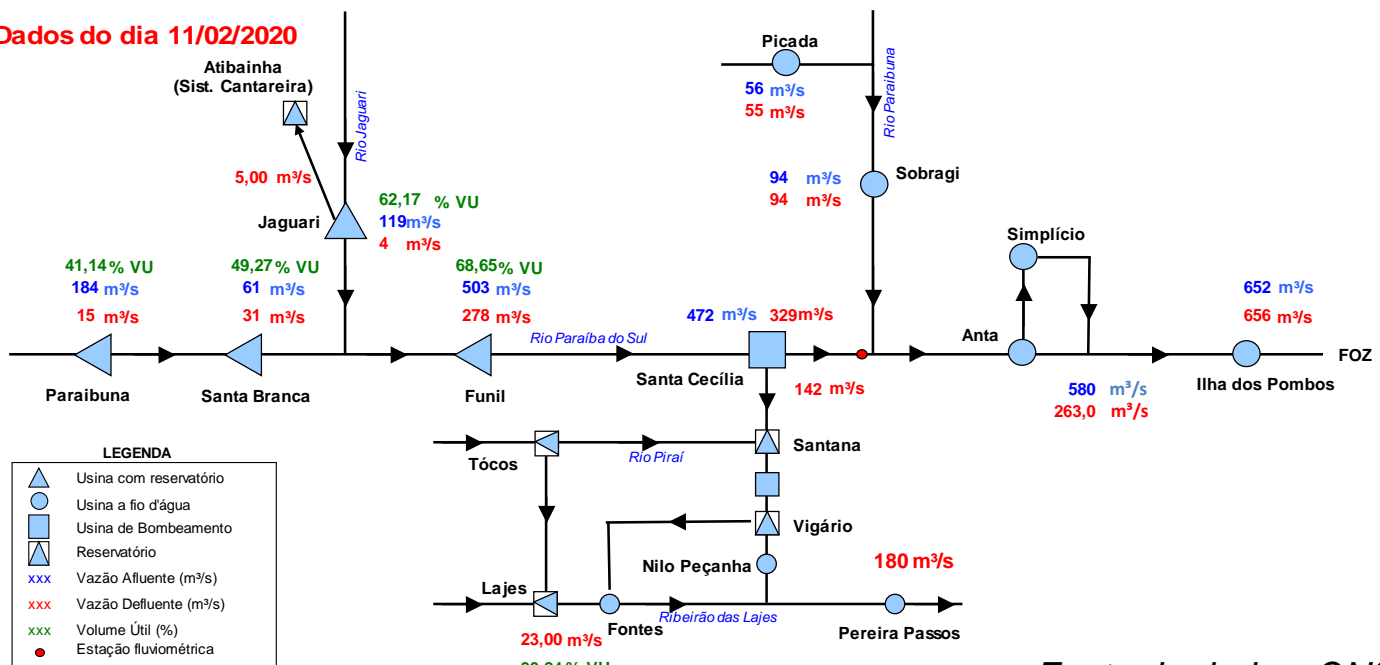 Dados do dia 11/02/2020
Atibainha
(Sist. Cantareira)
Rio Jaguari
5,00 m³/s
Jaguari
62,17 % VU
119 m³/s
4 m³/s
Picada
56 m³/s
55 m³/s
Rio Paraibuna
94 m³/s
94 m³/s
Sobragi
Simplício
41,14 % VU
184 m³/s
15 m³/s
Paraibuna
49,27 % VU
61 m³/s
31 m³/s
Santa Branca
68,65 % VU
503 m³/s
278 m³/s
Funil
Rio Paraíba do Sul
472 m³/s 329 m³/s
Santa Cecília
142 m³/s
Anta
580 m³/s
263,0 m³/s
652 m³/s
656 m³/s
Ilha dos Pombos
FOZ
Tócos
Rio Piraí
Santana
Vigário
Nilo Peçanha
180 m³/s
Lajes
Fontes
Ribeirão das Lajes
Pereira Passos
23,00 m³/s
LEGENDA
Usina com reservatório
Usina a fio d'água
Usina de Bombeamento
Reservatório
xxx Vazão Afluente (m³/s)
xxx Vazão Defluente (m³/s)
xxx Volume Útil (%)
Estação fluviométrica